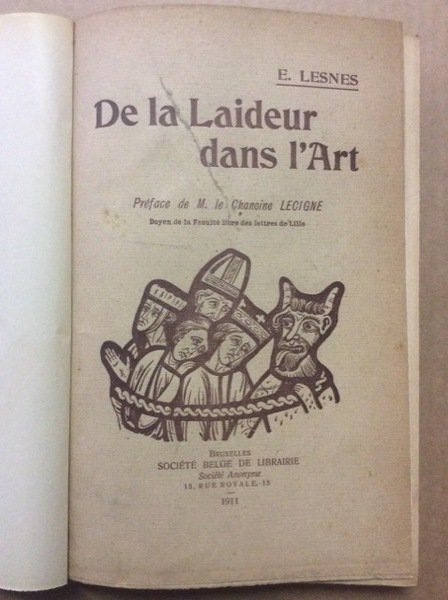 E. LESNES
De la Laideur
dans l'Art
Préface de M. le Chanoine LECIGNE
Doyen de la Faculté libre des lettres de Lille
BRUXELLES
SOCIÉTÉ BELGE DE LIBRAIRIE
Société Anonyme
15, RUE ROYALE, 15
1911